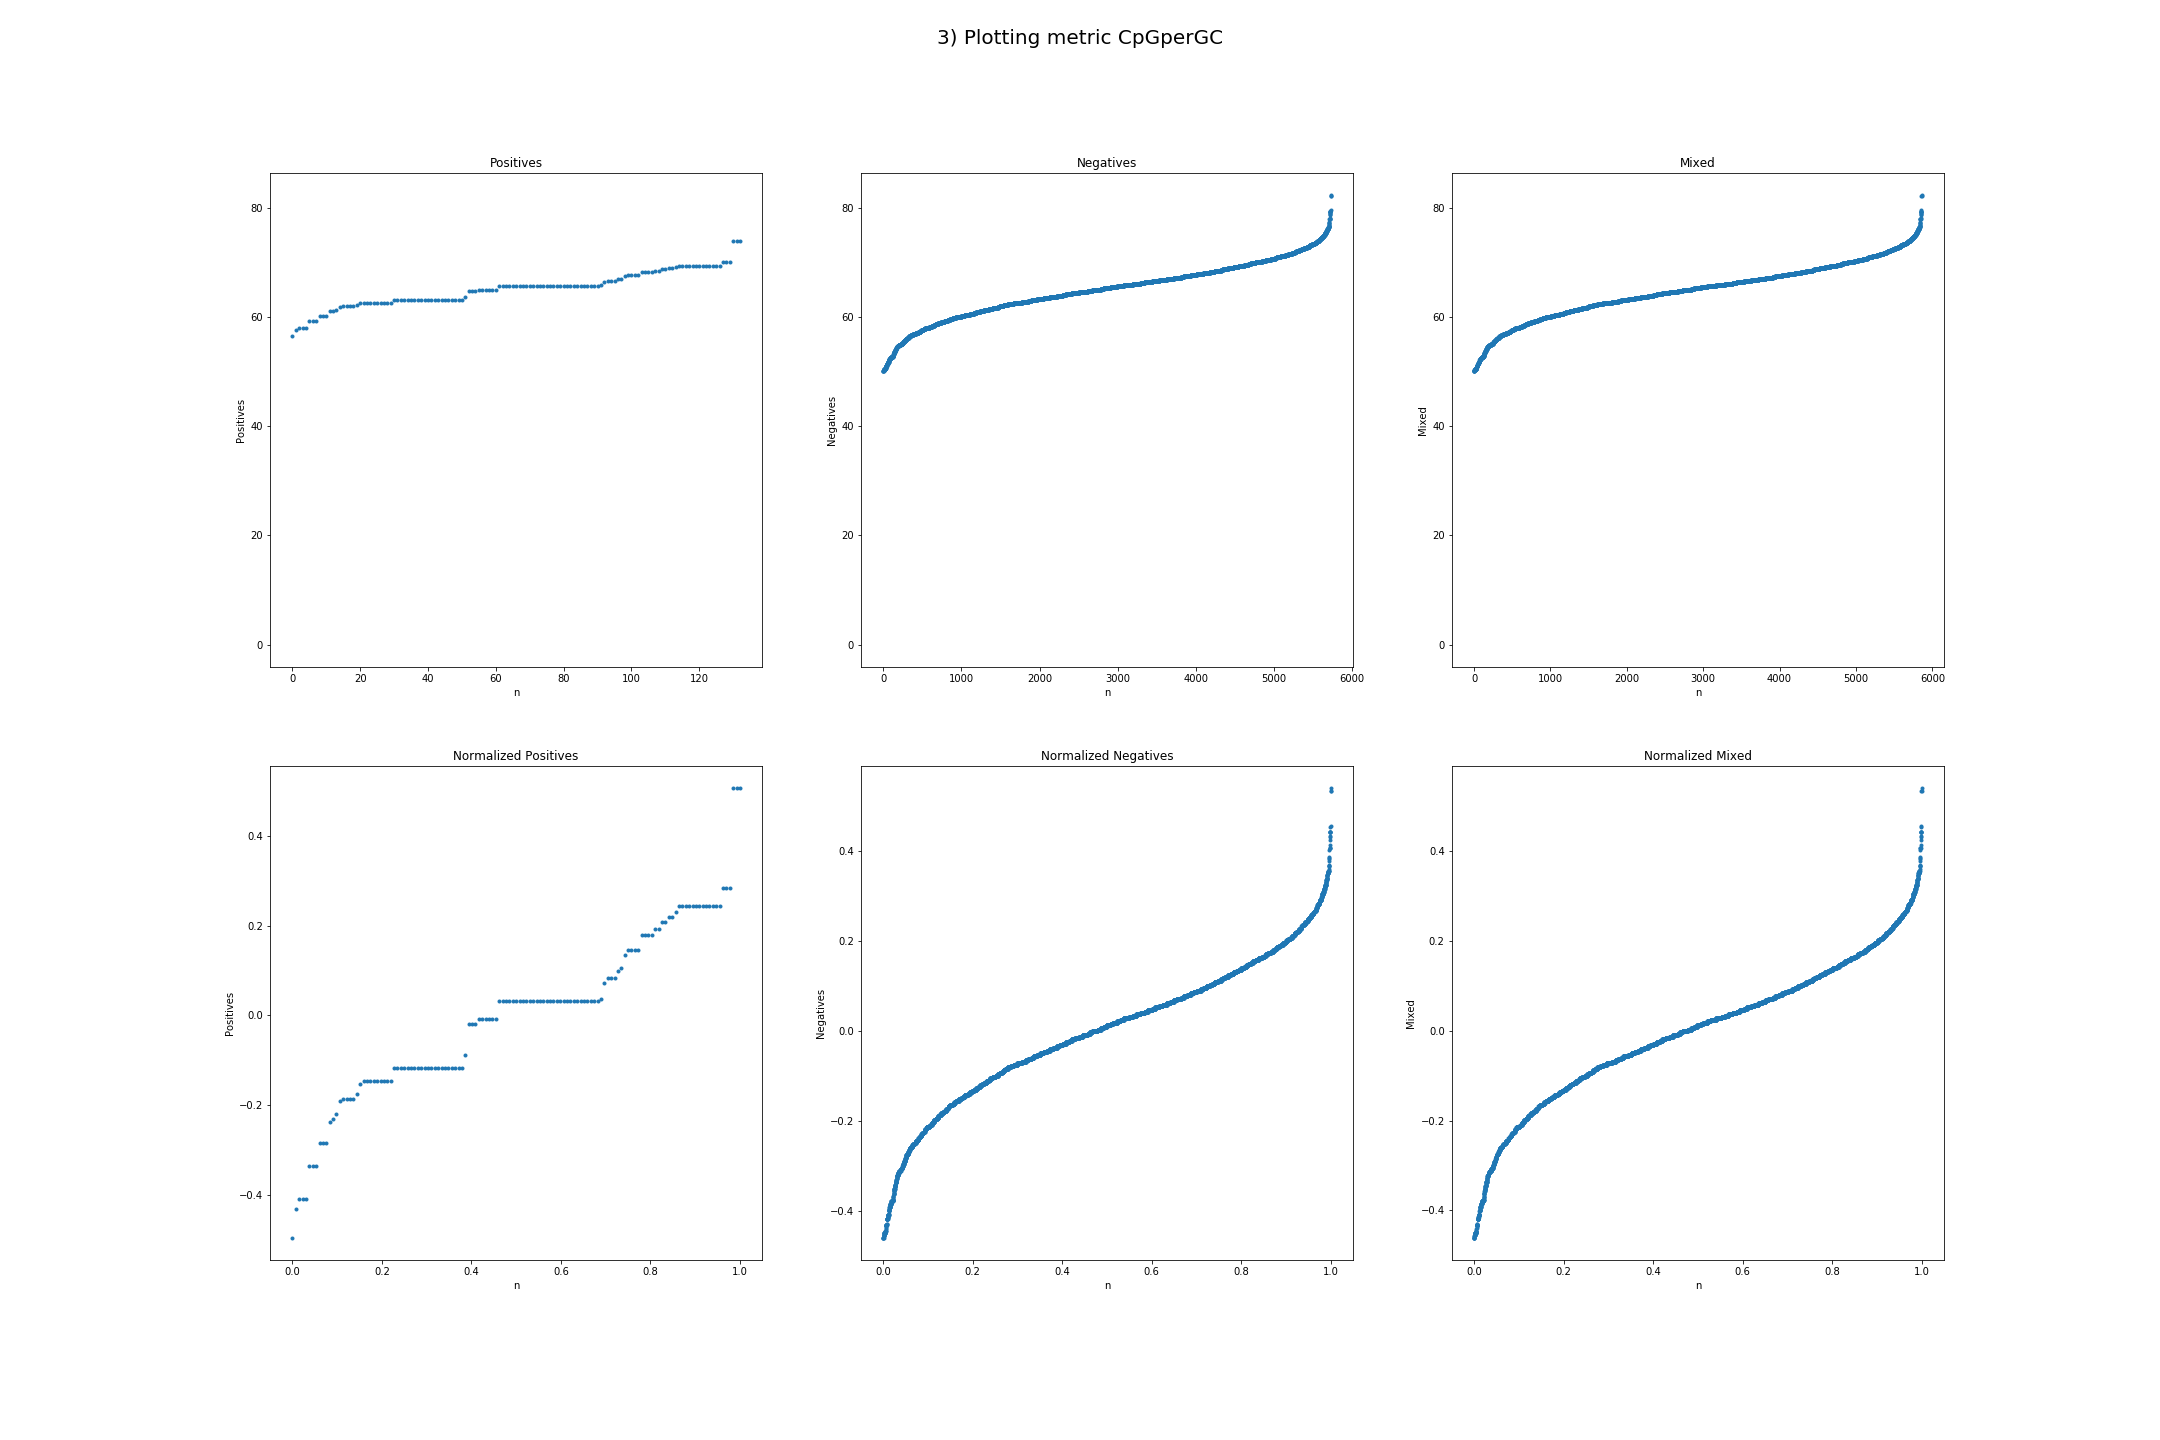 3) Plotting metric CpGperGC
Positives
Negatives
Mixed
80
60
40
20
0
Positives
0 20 40 60 80 100 120
n
80
60
40
20
0
Negatives
0 1000 2000 3000 4000 5000 6000
n
80
60
40
20
0
Mixed
0 1000 2000 3000 4000 5000 6000
n
Normalized Positives
Normalized Negatives
Normalized Mixed
0.4
0.2
0.0
−0.2
−0.4
Positives
0.0 0.2 0.4 0.6 0.8 1.0
n
0.4
0.2
0.0
−0.2
−0.4
Negatives
0.0 0.2 0.4 0.6 0.8 1.0
n
0.4
0.2
0.0
−0.2
−0.4
Mixed
0.0 0.2 0.4 0.6 0.8 1.0
n